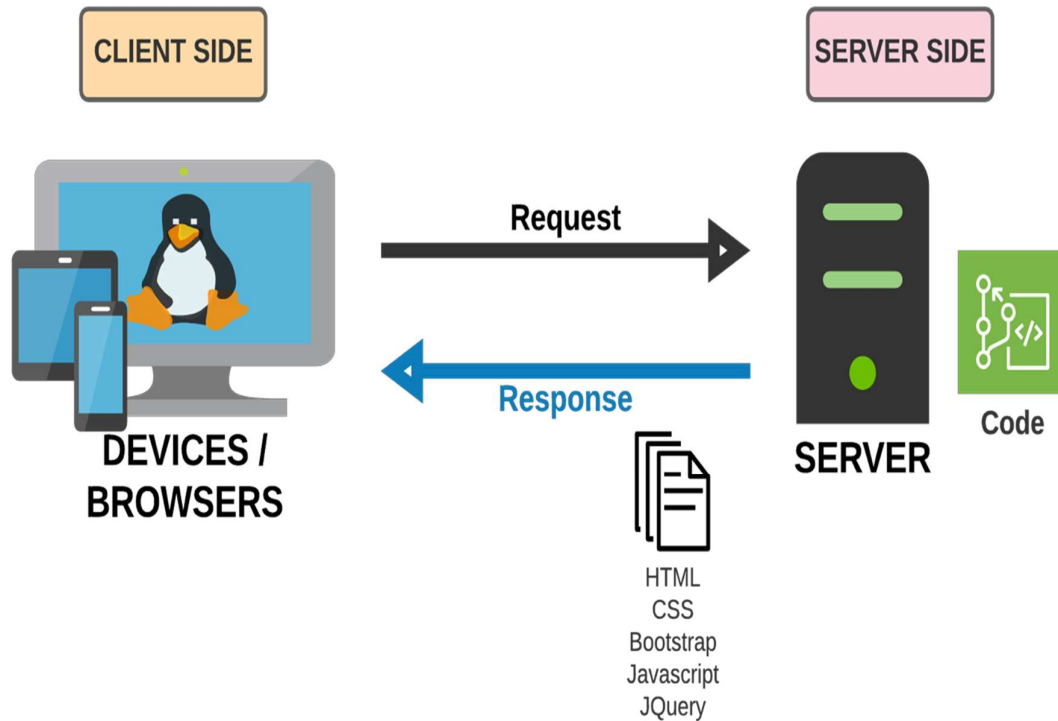 CLIENT SIDE
SERVER SIDE
Request
Response
</>
Code
DEVICES /
BROWSERS
SERVER
HTML
CSS
Bootstrap
Javascript
JQuery